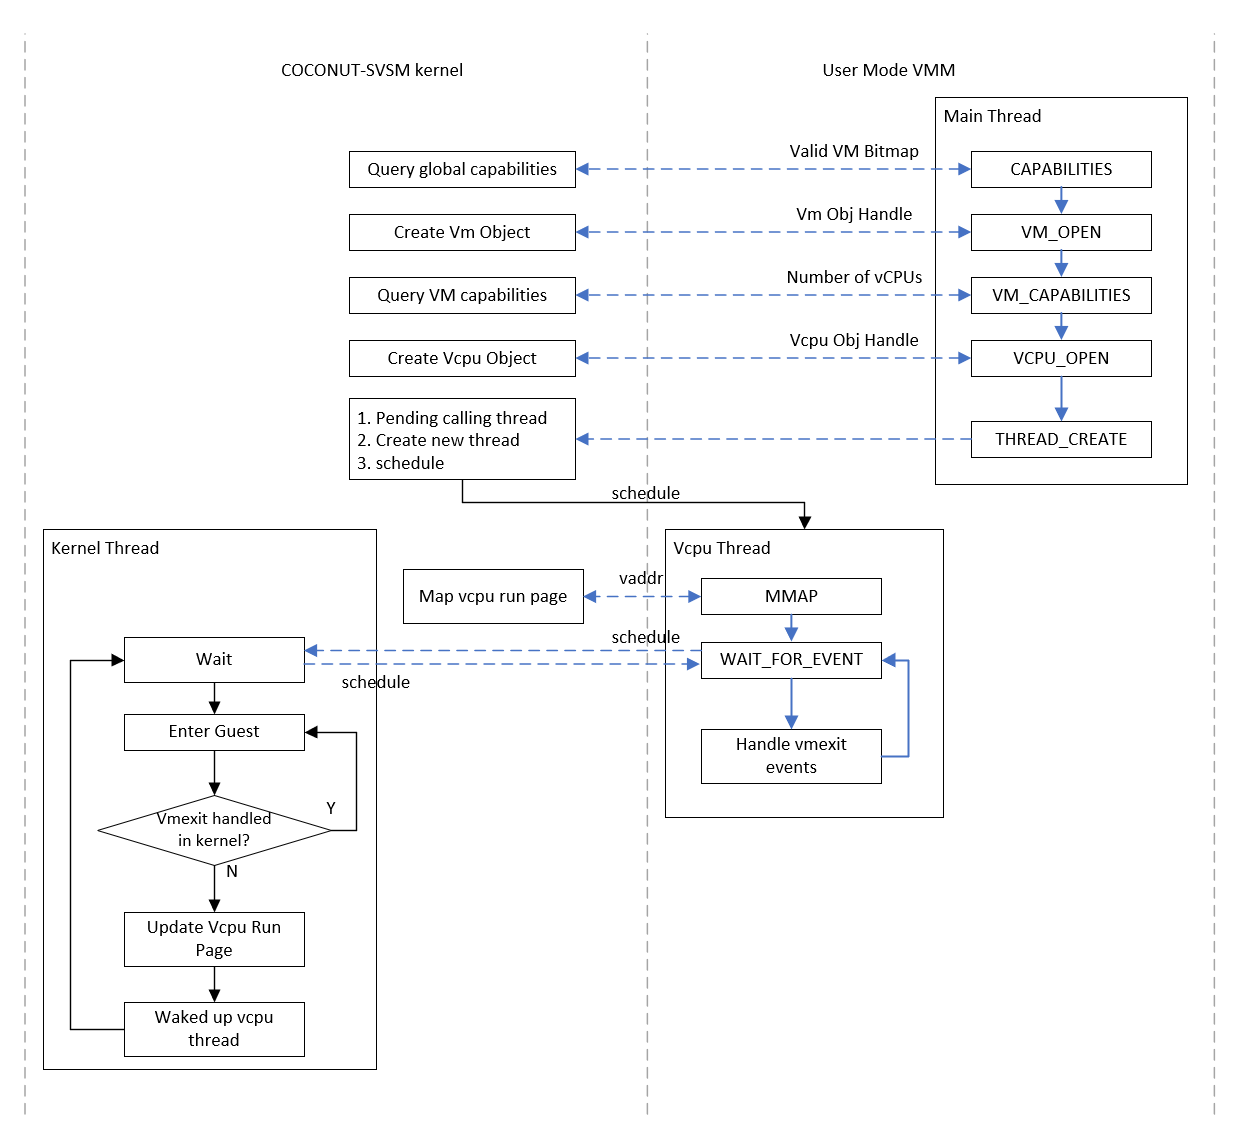 COCONUT-SVSM kernel
User Mode VMM
Main Thread
Valid VM Bitmap
Query global capabilities
CAPABILITIES
Vm Obj Handle
Create Vm Object
VM_OPEN
Number of vCPUs
Query VM capabilities
VM_CAPABILITIES
Vcpu Obj Handle
Create Vcpu Object
VCPU_OPEN
1. Pending calling thread
2. Create new thread
3. schedule
THREAD_CREATE
schedule
Kernel Thread
Vcpu Thread
vaddr
Map vcpu run page
MMAP
schedule
Wait
WAIT_FOR_EVENT
schedule
Enter Guest
Handle vmexit
events
Y
Vmexit handled
in kernel?
N
Update Vcpu Run
Page
Waked up vcpu
thread